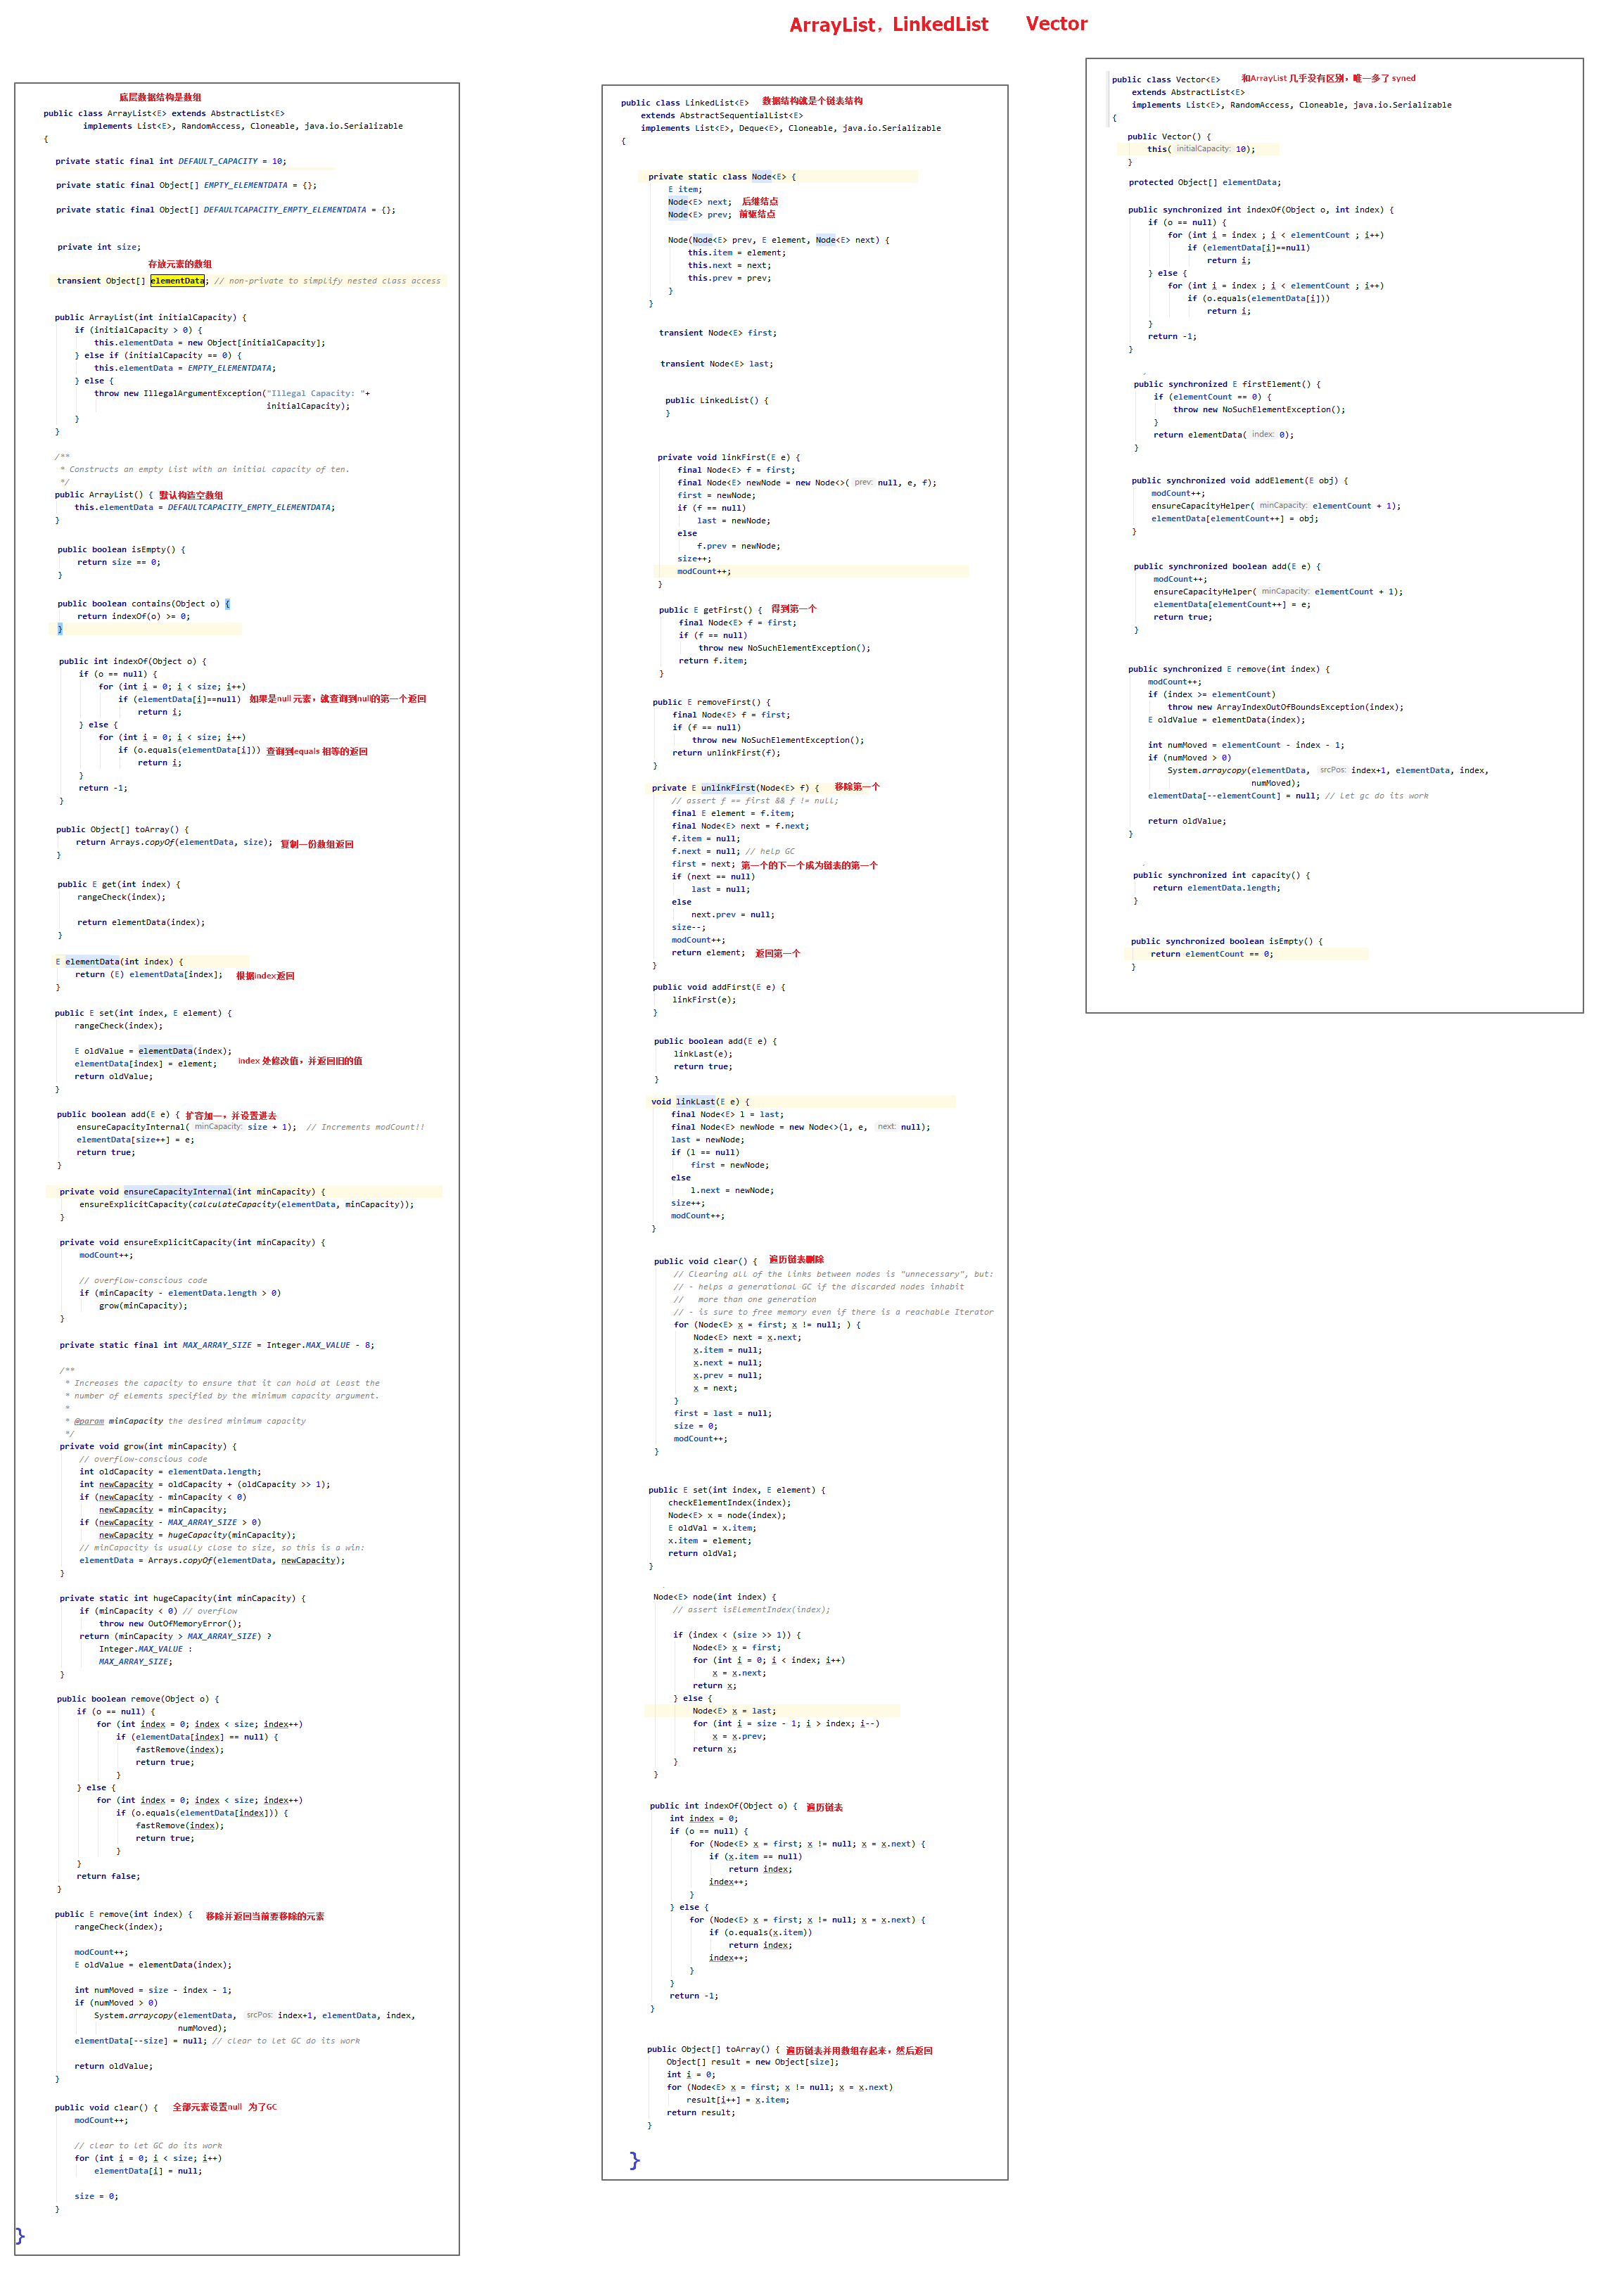 ArrayList，LinkedList Vector
底层数据结构是数组
public class ArrayList<E> extends AbstractList<E>
implements List<E>, RandomAccess, Cloneable, java.io.Serializable
{
private static final int DEFAULT_CAPACITY = 10;
private static final Object[] EMPTY_ELEMENTDATA = {};
private static final Object[] DEFAULTCAPACITY_EMPTY_ELEMENTDATA = {};
private int size;
存放元素的数组
transient Object[] elementData; // non-private to simplify nested class access
public ArrayList(int initialCapacity) {
if (initialCapacity > 0) {
this.elementData = new Object[initialCapacity];
} else if (initialCapacity == 0) {
this.elementData = EMPTY_ELEMENTDATA;
} else {
throw new IllegalArgumentException("Illegal Capacity: "+
initialCapacity);
}
}
/**
* Constructs an empty list with an initial capacity of ten.
*/
public ArrayList() { 默认构造空数组
this.elementData = DEFAULTCAPACITY_EMPTY_ELEMENTDATA;
}
public boolean isEmpty() {
return size == 0;
}
public boolean contains(Object o) {
return indexOf(o) >= 0;
}
public int indexOf(Object o) {
if (o == null) {
for (int i = 0; i < size; i++)
if (elementData[i]==null) 如果是null 元素，就查询到null的第一个返回
return i;
} else {
for (int i = 0; i < size; i++)
if (o.equals(elementData[i])) 查询到equals 相等的返回
return i;
}
return -1;
}
public Object[] toArray() {
return Arrays.copyOf(elementData, size); 复制一份数组返回
}
public E get(int index) {
rangeCheck(index);
return elementData(index);
}
E elementData(int index) {
return (E) elementData[index]; 根据index返回
}
public E set(int index, E element) {
rangeCheck(index);
E oldValue = elementData(index);
elementData[index] = element; index 处修改值，并返回旧的值
return oldValue;
}
public boolean add(E e) { 扩容加一，并设置进去
ensureCapacityInternal( minCapacity: size + 1); // Increments modCount!!
elementData[size++] = e;
return true;
}
private void ensureCapacityInternal(int minCapacity) {
ensureExplicitCapacity(calculateCapacity(elementData, minCapacity));
}
private void ensureExplicitCapacity(int minCapacity) {
modCount++;
// overflow-conscious code
if (minCapacity - elementData.length > 0)
grow(minCapacity);
}
private static final int MAX_ARRAY_SIZE = Integer.MAX_VALUE - 8;
/**
* Increases the capacity to ensure that it can hold at least the
* number of elements specified by the minimum capacity argument.
*
* @param minCapacity the desired minimum capacity
*/
private void grow(int minCapacity) {
// overflow-conscious code
int oldCapacity = elementData.length;
int newCapacity = oldCapacity + (oldCapacity >> 1);
if (newCapacity - minCapacity < 0)
newCapacity = minCapacity;
if (newCapacity - MAX_ARRAY_SIZE > 0)
newCapacity = hugeCapacity(minCapacity);
// minCapacity is usually close to size, so this is a win:
elementData = Arrays.copyOf(elementData, newCapacity);
}
private static int hugeCapacity(int minCapacity) {
if (minCapacity < 0) // overflow
throw new OutOfMemoryError();
return (minCapacity > MAX_ARRAY_SIZE) ?
Integer.MAX_VALUE :
MAX_ARRAY_SIZE;
}
public boolean remove(Object o) {
if (o == null) {
for (int index = 0; index < size; index++)
if (elementData[index] == null) {
fastRemove(index);
return true;
}
} else {
for (int index = 0; index < size; index++)
if (o.equals(elementData[index])) {
fastRemove(index);
return true;
}
}
return false;
}
public E remove(int index) { 移除并返回当前要移除的元素
rangeCheck(index);
modCount++;
E oldValue = elementData(index);
int numMoved = size - index - 1;
if (numMoved > 0)
System.arraycopy(elementData, srcPos: index+1, elementData, index,
numMoved);
elementData[--size] = null; // clear to let GC do its work
return oldValue;
}
public void clear() { 全部元素设置null 为了GC
modCount++;
// clear to let GC do its work
for (int i = 0; i < size; i++)
elementData[i] = null;
size = 0;
}
}
public class LinkedList<E> 数据结构就是个链表结构
extends AbstractSequentialList<E>
implements List<E>, Deque<E>, Cloneable, java.io.Serializable
{
private static class Node<E> {
E item;
Node<E> next; 后继结点
Node<E> prev; 前驱结点
Node(Node<E> prev, E element, Node<E> next) {
this.item = element;
this.next = next;
this.prev = prev;
}
}
transient Node<E> first;
transient Node<E> last;
public LinkedList() {
}
private void linkFirst(E e) {
final Node<E> f = first;
final Node<E> newNode = new Node<>( prev: null, e, f);
first = newNode;
if (f == null)
last = newNode;
else
f.prev = newNode;
size++;
modCount++;
}
public E getFirst() { 得到第一个
final Node<E> f = first;
if (f == null)
throw new NoSuchElementException();
return f.item;
}
public E removeFirst() {
final Node<E> f = first;
if (f == null)
throw new NoSuchElementException();
return unlinkFirst(f);
}
private E unlinkFirst(Node<E> f) { 移除第一个
// assert f == first && f != null;
final E element = f.item;
final Node<E> next = f.next;
f.item = null;
f.next = null; // help GC
first = next; 第一个的下一个成为链表的第一个
if (next == null)
last = null;
else
next.prev = null;
size--;
modCount++;
return element; 返回第一个
}
public void addFirst(E e) {
linkFirst(e);
}
public boolean add(E e) {
linkLast(e);
return true;
}
void linkLast(E e) {
final Node<E> l = last;
final Node<E> newNode = new Node<>(l, e, next: null);
last = newNode;
if (l == null)
first = newNode;
else
l.next = newNode;
size++;
modCount++;
}
public void clear() { 遍历链表删除
// Clearing all of the links between nodes is "unnecessary", but:
// - helps a generational GC if the discarded nodes inhabit
// more than one generation
// - is sure to free memory even if there is a reachable Iterator
for (Node<E> x = first; x != null; ) {
Node<E> next = x.next;
x.item = null;
x.next = null;
x.prev = null;
x = next;
}
first = last = null;
size = 0;
modCount++;
}
public E set(int index, E element) {
checkElementIndex(index);
Node<E> x = node(index);
E oldVal = x.item;
x.item = element;
return oldVal;
}
Node<E> node(int index) {
// assert isElementIndex(index);
if (index < (size >> 1)) {
Node<E> x = first;
for (int i = 0; i < index; i++)
x = x.next;
return x;
} else {
Node<E> x = last;
for (int i = size - 1; i > index; i--)
x = x.prev;
return x;
}
}
public int indexOf(Object o) { 遍历链表
int index = 0;
if (o == null) {
for (Node<E> x = first; x != null; x = x.next) {
if (x.item == null)
return index;
index++;
}
} else {
for (Node<E> x = first; x != null; x = x.next) {
if (o.equals(x.item))
return index;
index++;
}
}
return -1;
}
public Object[] toArray() { 遍历链表并用数组存起来，然后返回
Object[] result = new Object[size];
int i = 0;
for (Node<E> x = first; x != null; x = x.next)
result[i++] = x.item;
return result;
}
}
public class Vector<E> 和ArrayList 几乎没有区别，唯一多了 syned
extends AbstractList<E>
implements List<E>, RandomAccess, Cloneable, java.io.Serializable
{
public Vector() {
this( initialCapacity: 10);
}
protected Object[] elementData;
public synchronized int indexOf(Object o, int index) {
if (o == null) {
for (int i = index ; i < elementCount ; i++)
if (elementData[i]==null)
return i;
} else {
for (int i = index ; i < elementCount ; i++)
if (o.equals(elementData[i]))
return i;
}
return -1;
}
public synchronized E firstElement() {
if (elementCount == 0) {
throw new NoSuchElementException();
}
return elementData( index: 0);
}
public synchronized void addElement(E obj) {
modCount++;
ensureCapacityHelper( minCapacity: elementCount + 1);
elementData[elementCount++] = obj;
}
public synchronized boolean add(E e) {
modCount++;
ensureCapacityHelper( minCapacity: elementCount + 1);
elementData[elementCount++] = e;
return true;
}
public synchronized E remove(int index) {
modCount++;
if (index >= elementCount)
throw new ArrayIndexOutOfBoundsException(index);
E oldValue = elementData(index);
int numMoved = elementCount - index - 1;
if (numMoved > 0)
System.arraycopy(elementData, srcPos: index+1, elementData, index,
numMoved);
elementData[--elementCount] = null; // Let gc do its work
return oldValue;
}
public synchronized int capacity() {
return elementData.length;
}
public synchronized boolean isEmpty() {
return elementCount == 0;
}